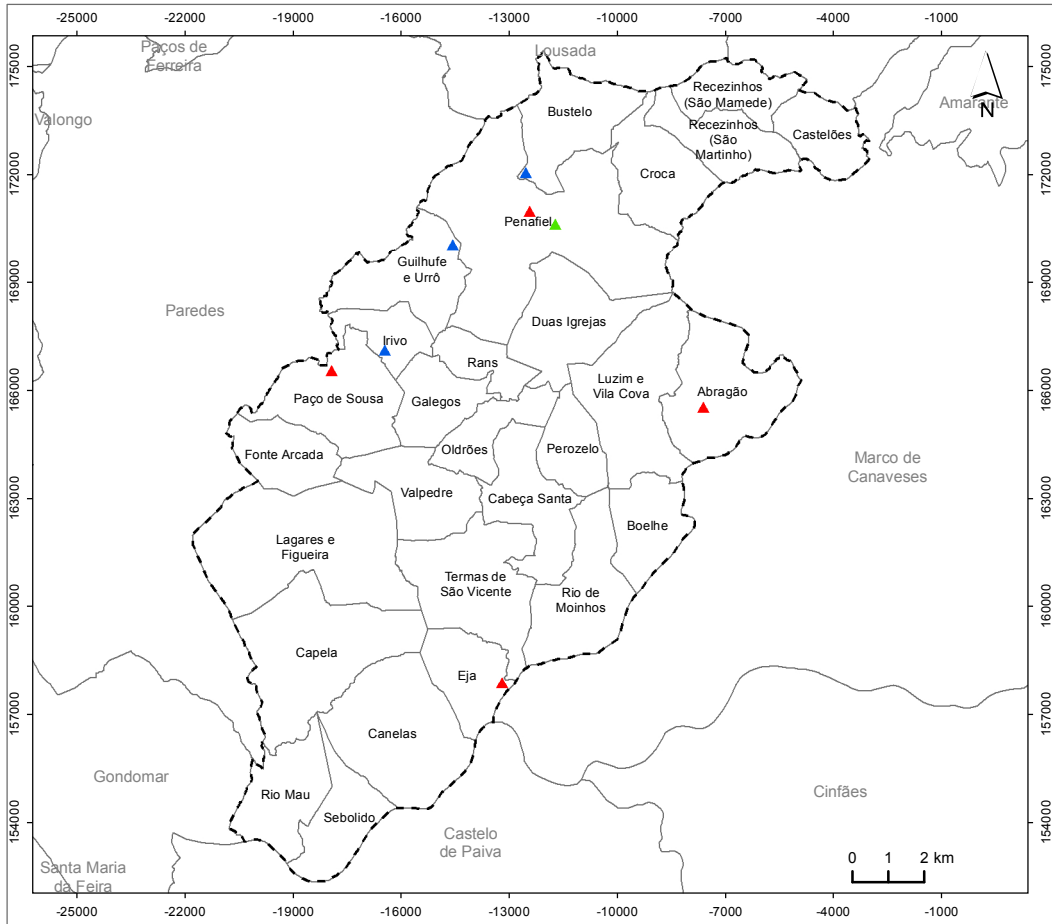 -25000 -22000 -19000 -16000 -13000 -10000 -7000 -4000 -1000
175000
172000
169000
166000
163000
160000
157000
154000
175000
172000
169000
166000
163000
160000
157000
154000
Paços de
Ferreira
Lousada
Valongo
Amarante
N
Recezinhos
(São Mamede)
Bustelo
Recezinhos
(São
Martinho)
Castelões
Croca
Penafiel
Guilhufe
e Urrô
Paredes
Duas Igrejas
Irivo
Rans
Luzim e
Vila Cova
Abragão
Paço de Sousa
Galegos
Oldrões
Perozelo
Fonte Arcada
Marco de
Canaveses
Valpedre
Cabeça Santa
Boelhe
Lagares e
Figueira
Termas de
São Vicente
Rio de
Moinhos
Capela
Eja
Canelas
Gondomar
Rio Mau
Sebolido
Cinfães
Castelo
de Paiva
Santa Maria
da Feira
0 1 2 km
-25000 -22000 -19000 -16000 -13000 -10000 -7000 -4000 -1000